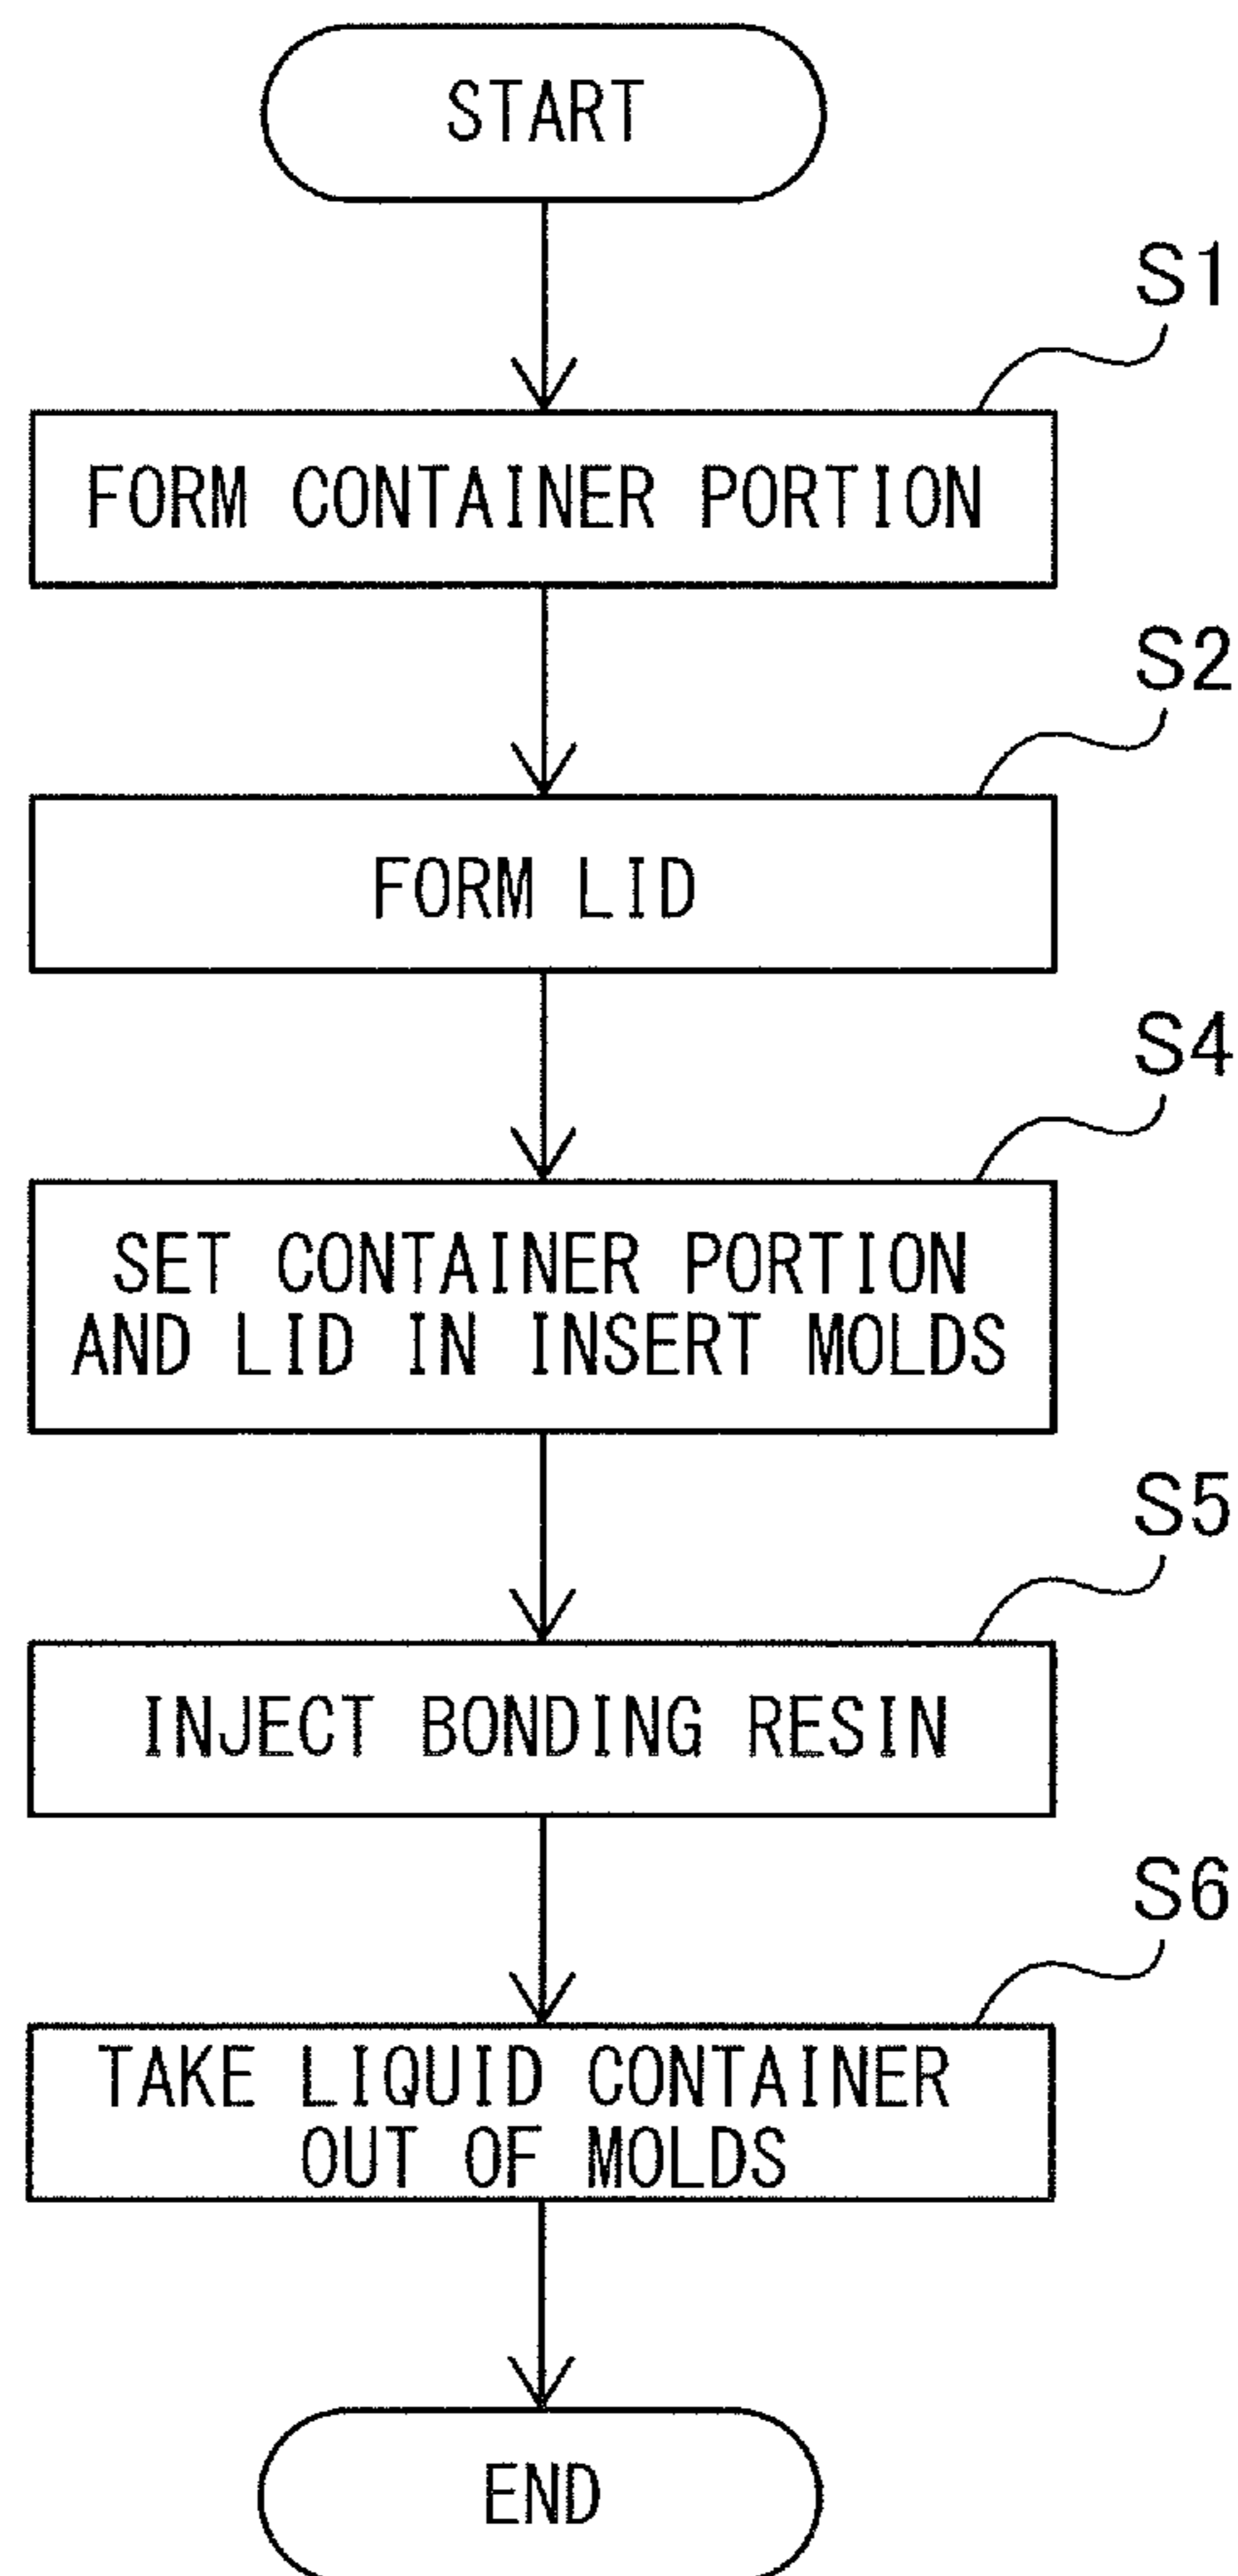 START
S1
FORM CONTAINER PORTION
S2
FORM LID
S4
SET CONTAINER PORTION
AND LID IN INSERT MOLDS
S5
INJECT BONDING RESIN
S6
TAKE LIQUID CONTAINER
OUT OF MOLDS
END